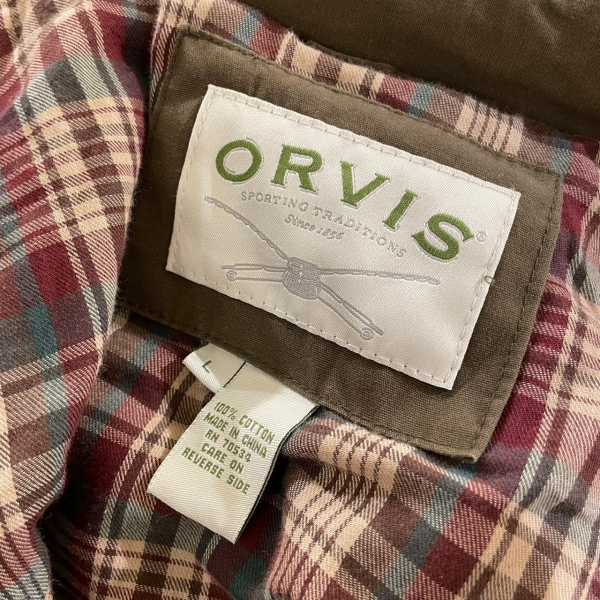 ORVIS®
SPORTING TRADITIONS
Since 1856
L
100% COTTON
MADE IN CHINA
RN 70534
CARE ON
REVERSE SIDE